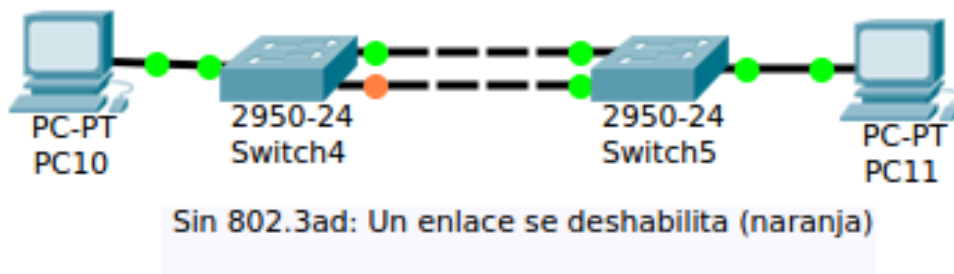 2950-24
Switch4
2950-24
Switch5
PC-PT
PC10
PC-PT
PC11
Sin 802.3ad: Un enlace se deshabilita (naranja)